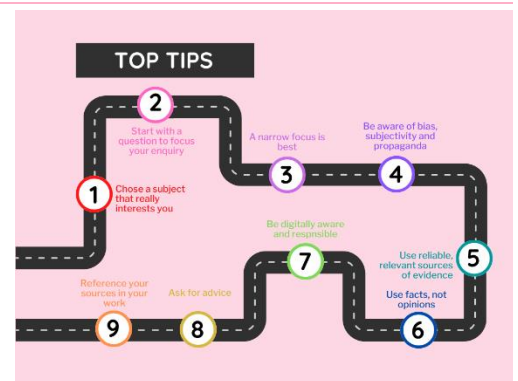 TOP TIPS
1
Chose a subject
that really
interests you
2
Start with a
question to focus
your enquiry
3
A narrow focus is
best
4
Be aware of bias,
subjectivity and
propaganda
5
Use reliable,
relevant sources
of evidence
6
Use facts, not
opinions
7
Be digitally aware
and respnsible
8
Ask for advice
9
Reference your
sources in your
work